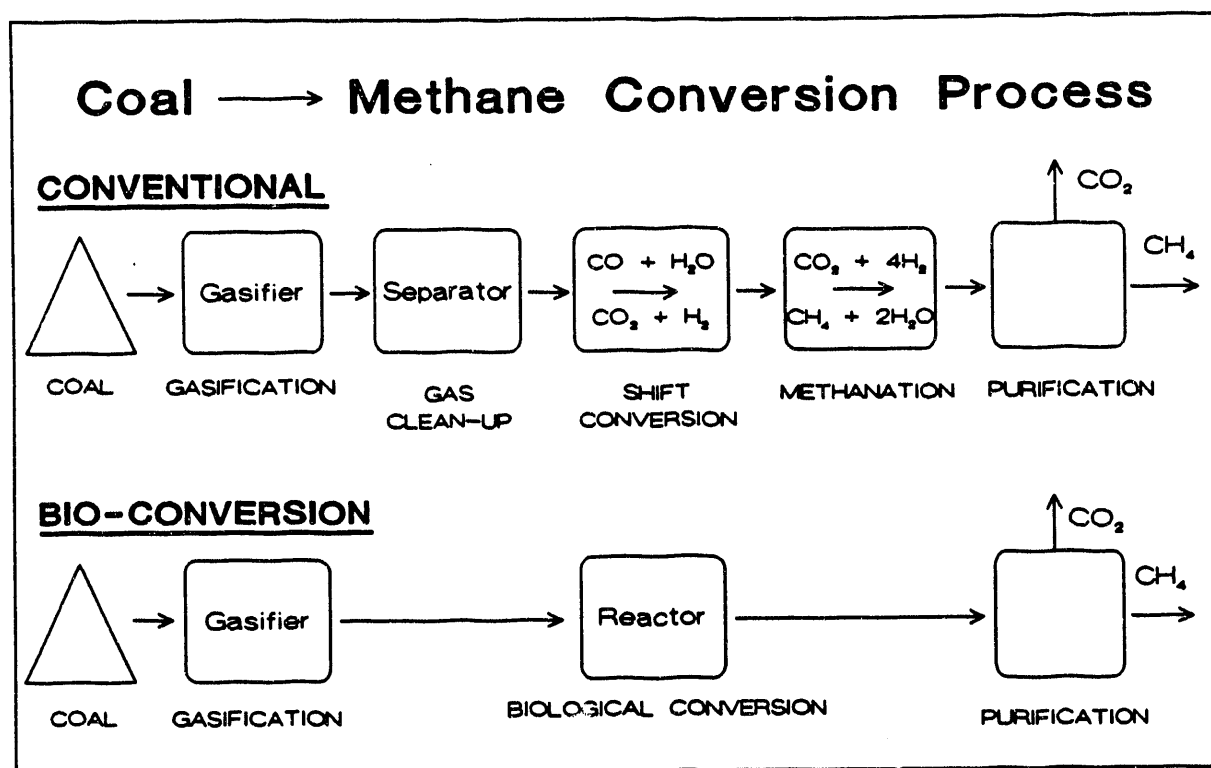 Coal → Methane Conversion Process
CONVENTIONAL
CO₂
CH₄
Gasifier
Separator
CO + H₂O
→
CO₂ + H₂
CO₂ + 4H₂
→
CH₄ + 2H₂O
COAL
GASIFICATION
GAS
CLEAN-UP
SHIFT
CONVERSION
METHANATION
PURIFICATION
BIO-CONVERSION
CO₂
CH₄
Gasifier
Reactor
COAL
GASIFICATION
BIOLOGICAL CONVERSION
PURIFICATION